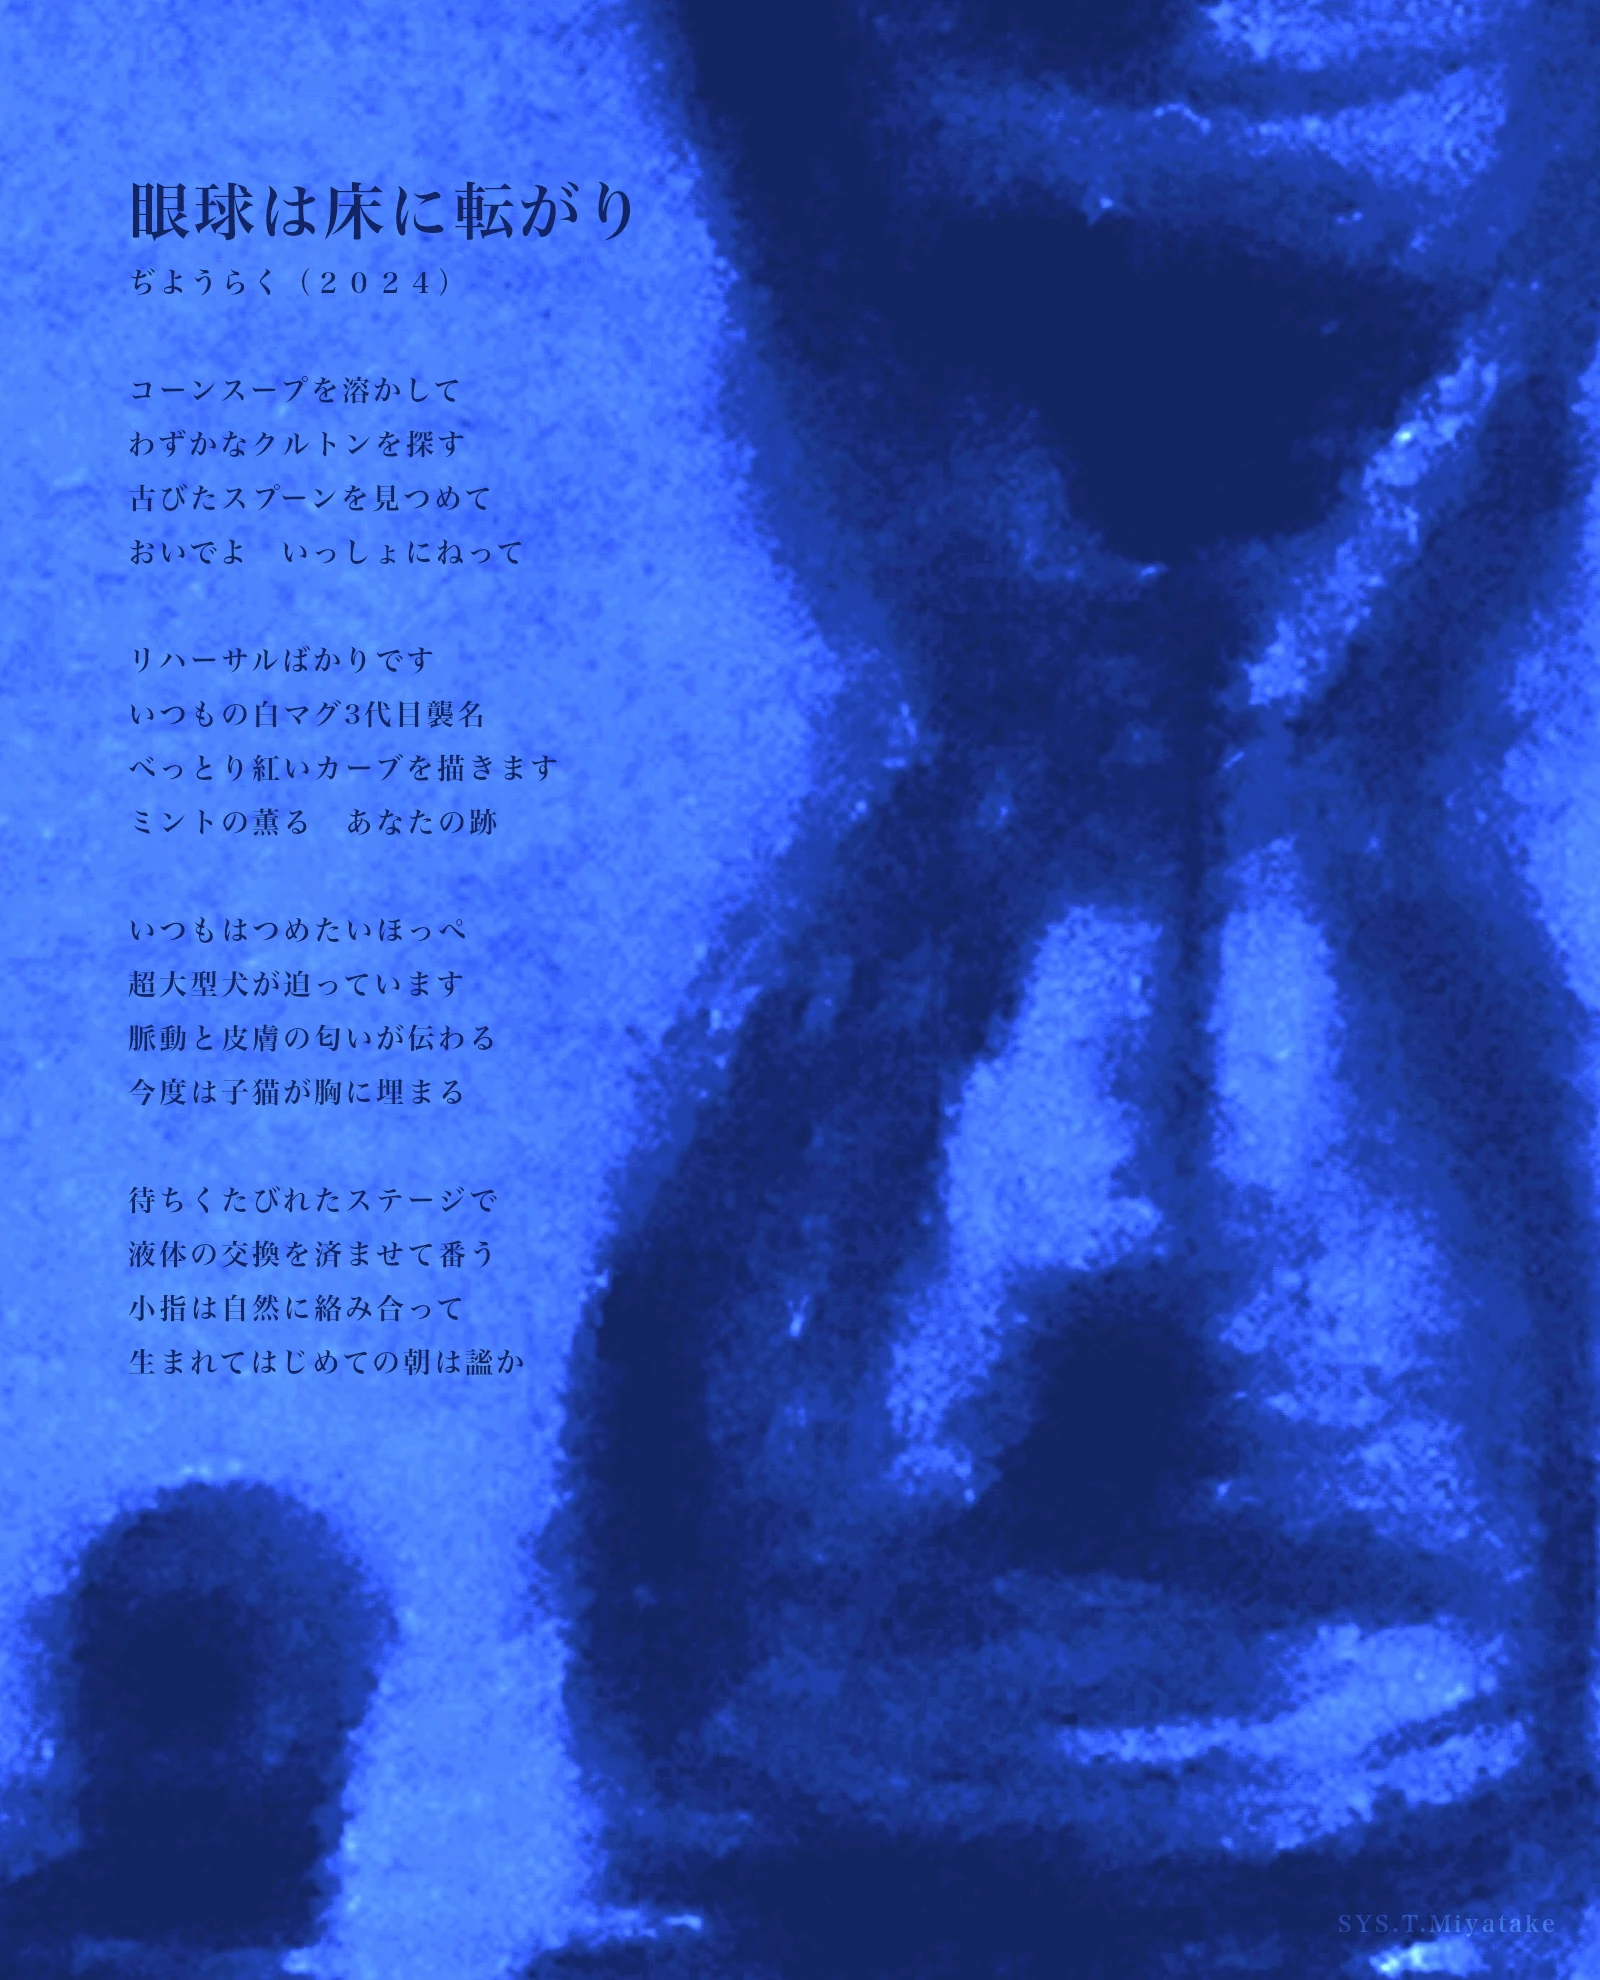 眼球は床に転がり
ぢようらく（２０２４）
コーンスープを溶かして
わずかなクルトンを探す
古びたスプーンを見つめて
おいでよ　いっしょにねって
リハーサルばかりです
いつもの白マグ3代目襲名
べっとり紅いカーブを描きます
ミントの薫る　あなたの跡
いつもはつめたいほっぺ
超大型犬が迫っています
脈動と皮膚の匂いが伝わる
今度は子猫が胸に埋まる
待ちくたびれたステージで
液体の交換を済ませて番う
小指は自然に絡み合って
生まれてはじめての朝は謐か
SYS.T.Miyatake